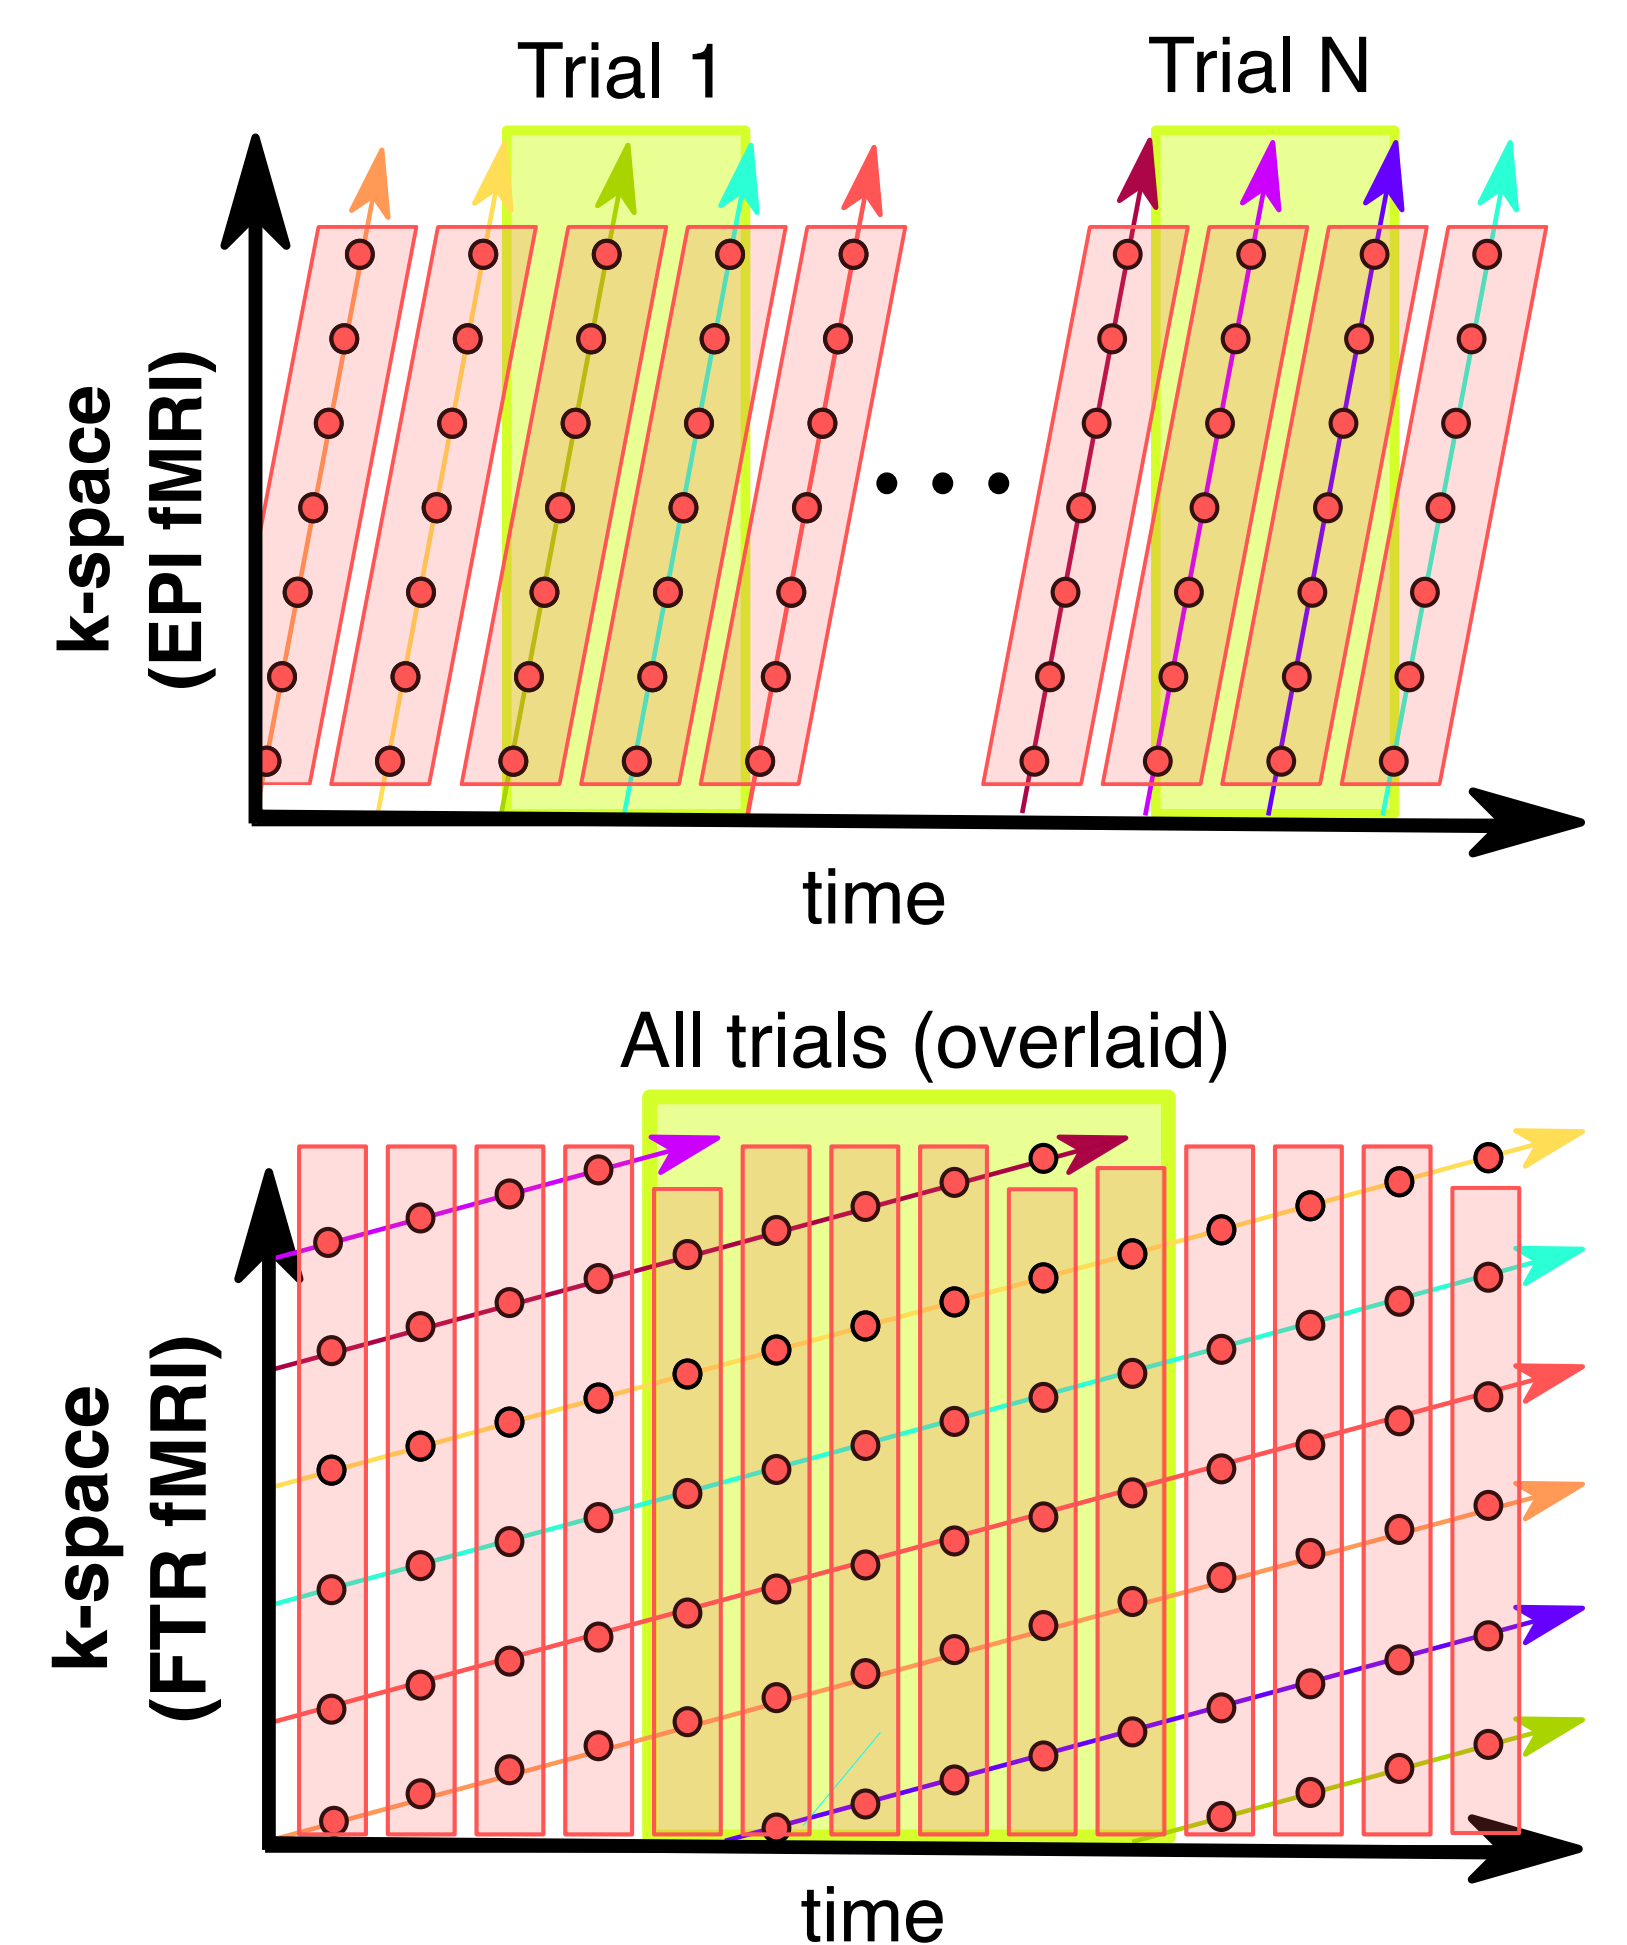 Trial 1
Trial N
k-space
(EPI fMRI)
time
All trials (overlaid)
k-space
(FTR fMRI)
time